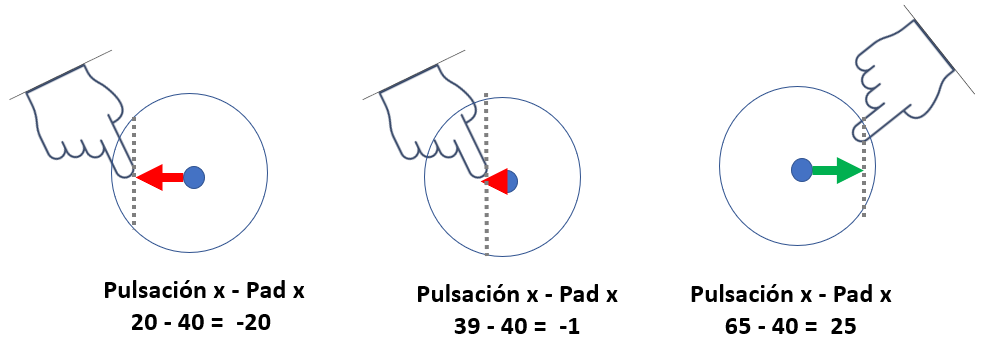 Pulsación x - Pad x
20 - 40 = -20
Pulsación x - Pad x
39 - 40 = -1
Pulsación x - Pad x
65 - 40 = 25